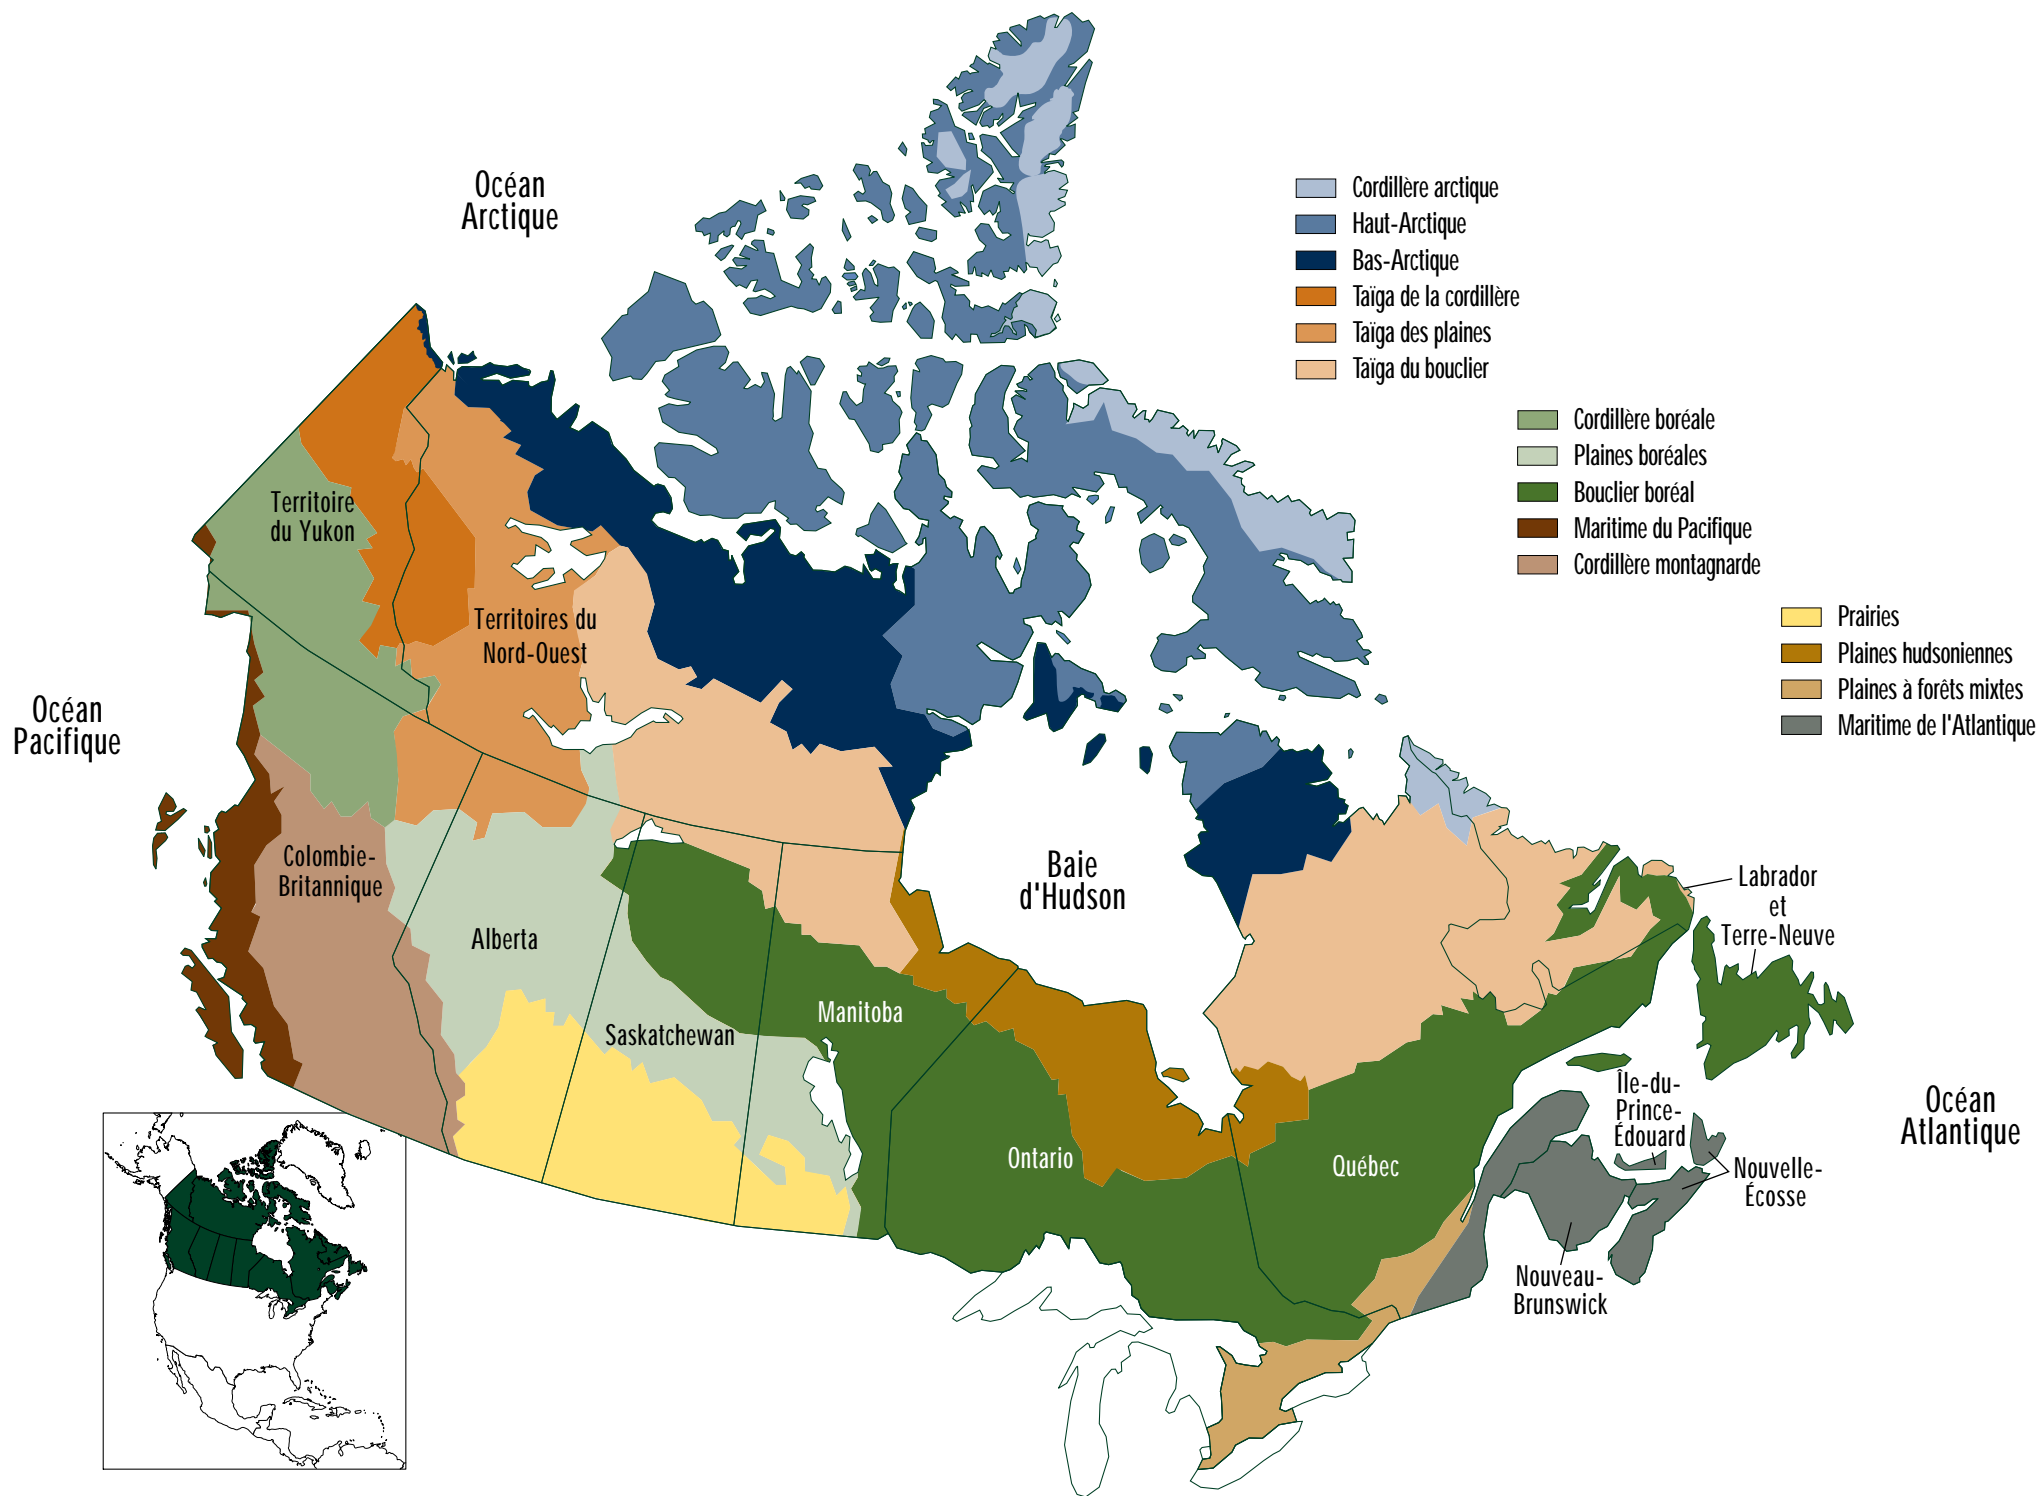 Océan
Arctique
Cordillère arctique
Haut-Arctique
Bas-Arctique
Taïga de la cordillère
Taïga des plaines
Taïga du bouclier
Cordillère boréale
Plaines boréales
Bouclier boréal
Maritime du Pacifique
Cordillère montagnarde
Prairies
Plaines hudsoniennes
Plaines à forêts mixtes
Maritime de l'Atlantique
Territoire
du Yukon
Territoires du
Nord-Ouest
Océan
Pacifique
Colombie-
Britannique
Alberta
Saskatchewan
Manitoba
Baie
d'Hudson
Ontario
Québec
Labrador
et
Terre-Neuve
Île-du-
Prince-
Édouard
Nouvelle-
Écosse
Nouveau-
Brunswick
Océan
Atlantique